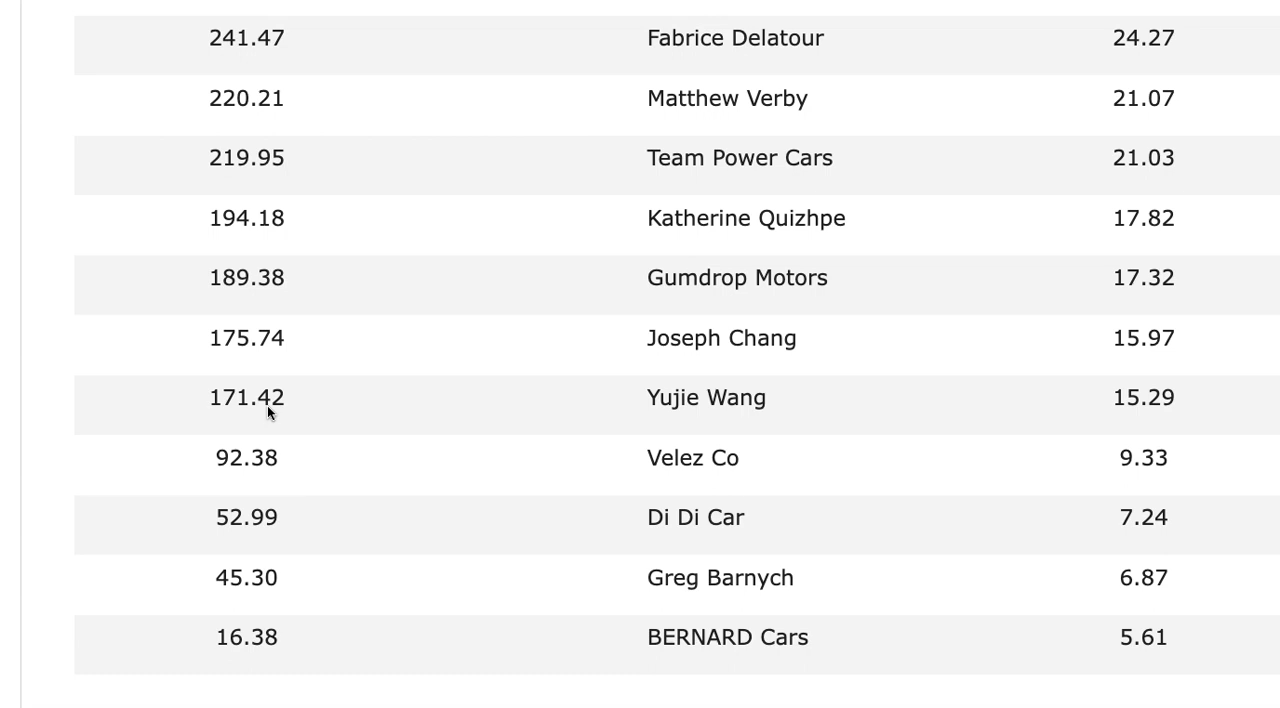 241.47 Fabrice Delatour 24.27
220.21 Matthew Verby 21.07
219.95 Team Power Cars 21.03
194.18 Katherine Quizhpe 17.82
189.38 Gumdrop Motors 17.32
175.74 Joseph Chang 15.97
171.42 Yujie Wang 15.29
92.38 Velez Co 9.33
52.99 Di Di Car 7.24
45.30 Greg Barnych 6.87
16.38 BERNARD Cars 5.61